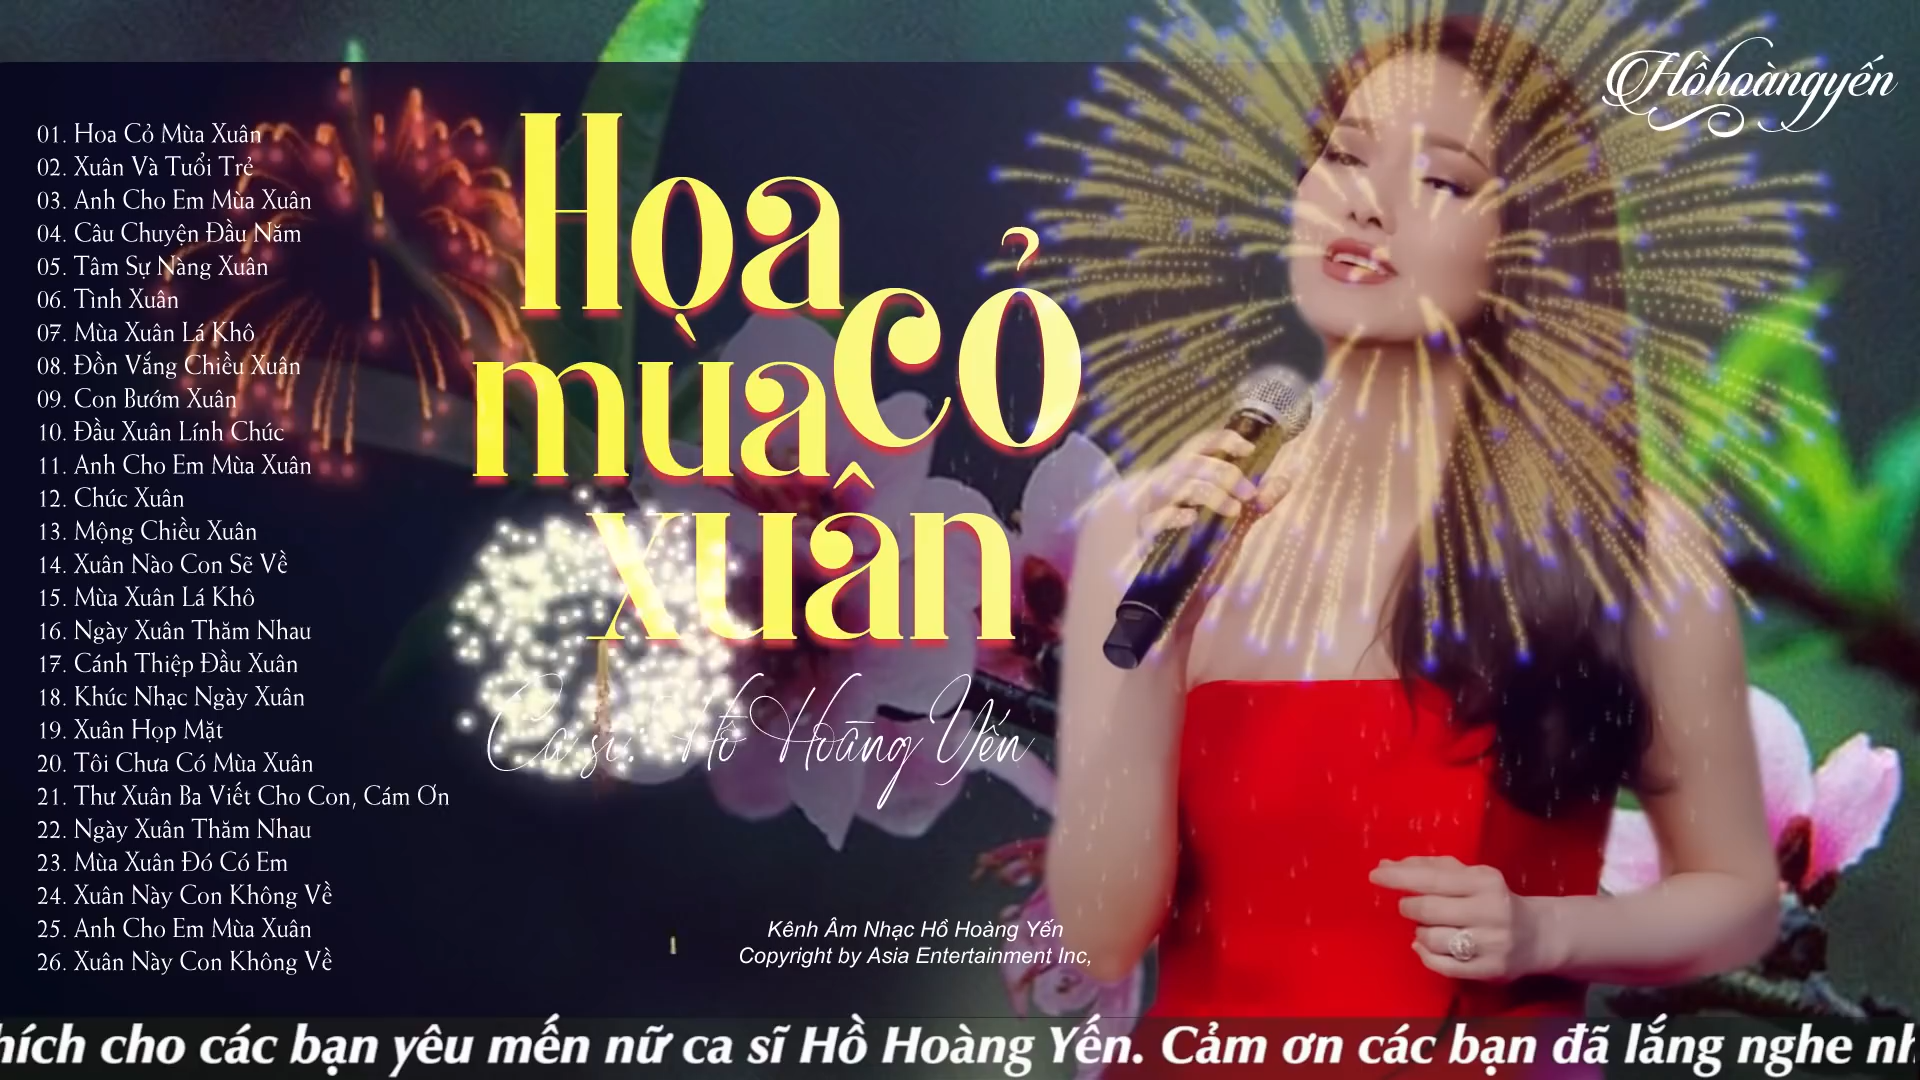 Hồhoàngyến
01. Hoa Cỏ Mùa Xuân
02. Xuân Và Tuổi Trẻ
03. Anh Cho Em Mùa Xuân
04. Câu Chuyện Đầu Năm
05. Tâm Sự Nàng Xuân
06. Tình Xuân
07. Mùa Xuân Lá Khô
08. Đồn Vắng Chiều Xuân
09. Con Bướm Xuân
10. Đầu Xuân Lính Chúc
11. Anh Cho Em Mùa Xuân
12. Chúc Xuân
13. Mộng Chiều Xuân
14. Xuân Nào Con Sẽ Về
15. Mùa Xuân Lá Khô
16. Ngày Xuân Thăm Nhau
17. Cánh Thiệp Đầu Xuân
18. Khúc Nhạc Ngày Xuân
19. Xuân Họp Mặt
20. Tôi Chưa Có Mùa Xuân
21. Thư Xuân Ba Viết Cho Con, Cám Ơn
22. Ngày Xuân Thăm Nhau
23. Mùa Xuân Đó Có Em
24. Xuân Này Con Không Về
25. Anh Cho Em Mùa Xuân
26. Xuân Này Con Không Về
Hoa
cỏ
mùa
xuân
Ca sĩ: Hồ Hoàng Yến
Kênh Âm Nhạc Hồ Hoàng Yến
Copyright by Asia Entertainment Inc,
hích cho các bạn yêu mến nữ ca sĩ Hồ Hoàng Yến. Cảm ơn các bạn đã lắng nghe nh